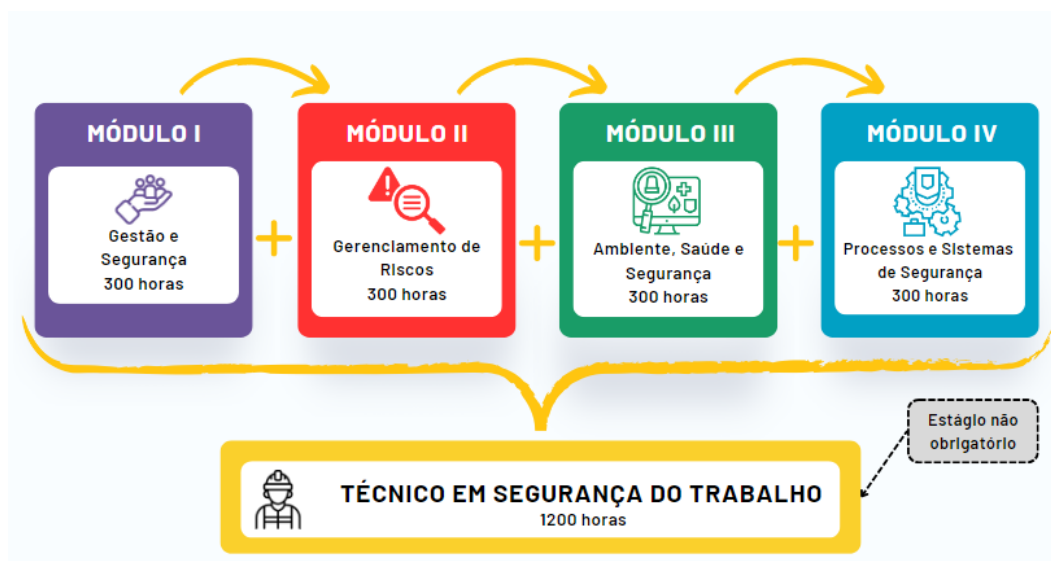 MÓDULO I
Gestão e
Segurança
300 horas
MÓDULO II
Gerenciamento de
Riscos
300 horas
MÓDULO III
Ambiente, Saúde e
Segurança
300 horas
MÓDULO IV
Processos e Sistemas
de Segurança
300 horas
Estágio não
obrigatório
TÉCNICO EM SEGURANÇA DO TRABALHO
1200 horas